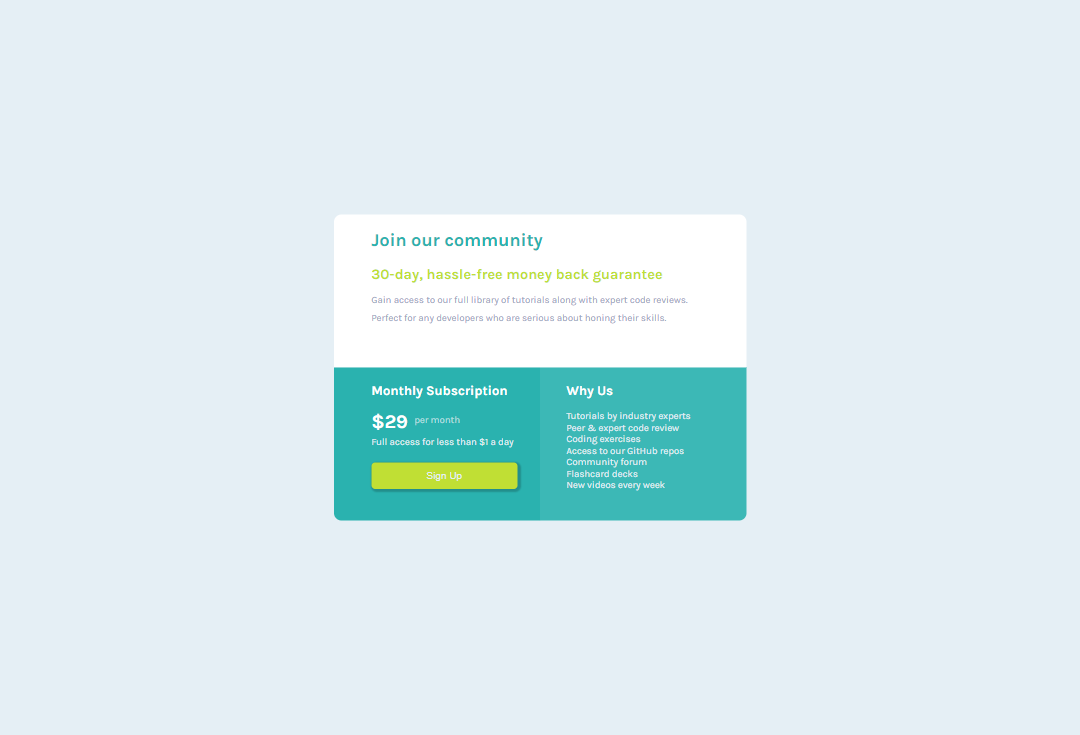 Join our community
30-day, hassle-free money back guarantee
Gain access to our full library of tutorials along with expert code reviews.
Perfect for any developers who are serious about honing their skills.
Monthly Subscription
$29 per month
Full access for less than $1 a day
Sign Up
Why Us
Tutorials by industry experts
Peer & expert code review
Coding exercises
Access to our GitHub repos
Community forum
Flashcard decks
New videos every week